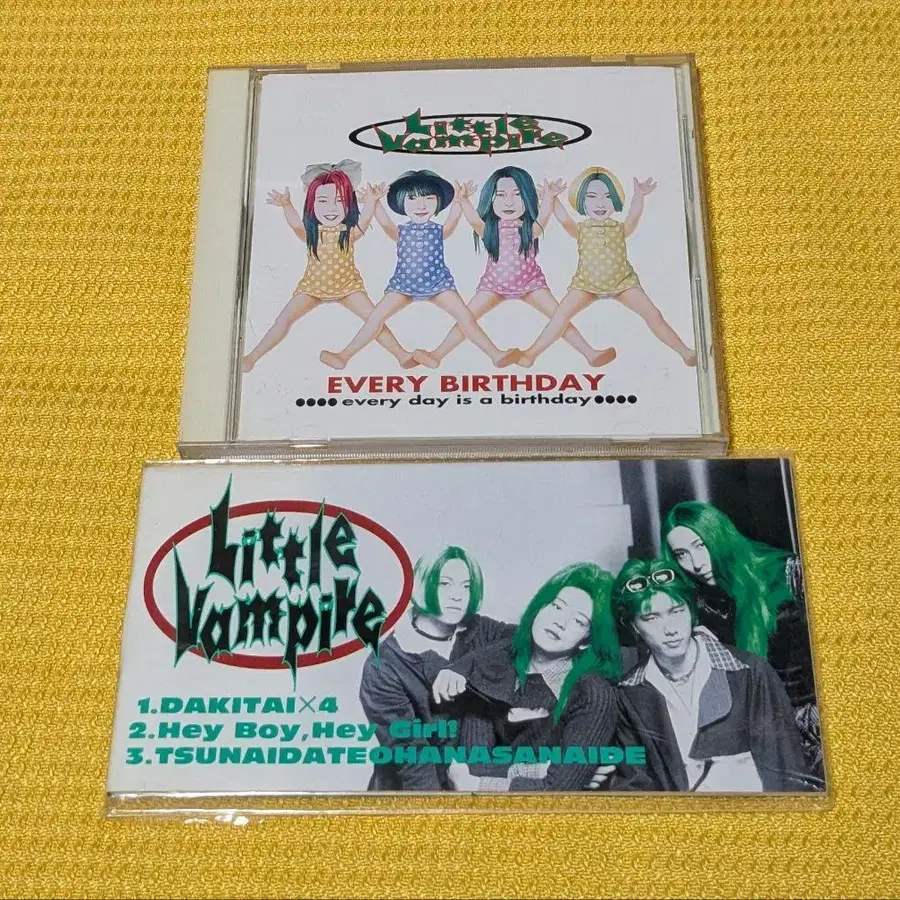 Little
Vampire
EVERY BIRTHDAY
●●●●every day is a birthday●●●●
Little
Vampire
1.DAKITAI×4
2.Hey Boy,Hey Girl!
3.TSUNAIDATEOHANASANAIDE